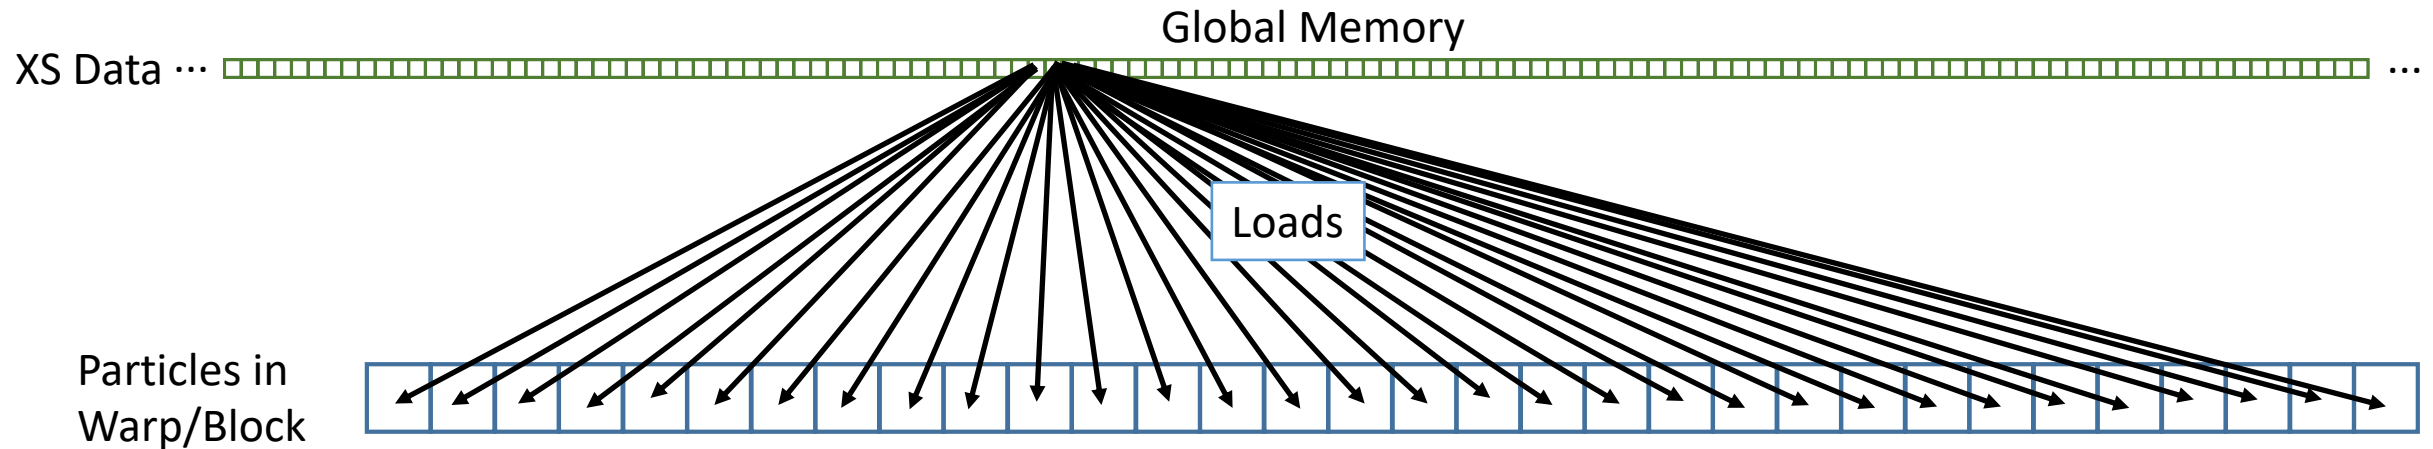 Global Memory
XS Data ...
...
Loads
Particles in
Warp/Block